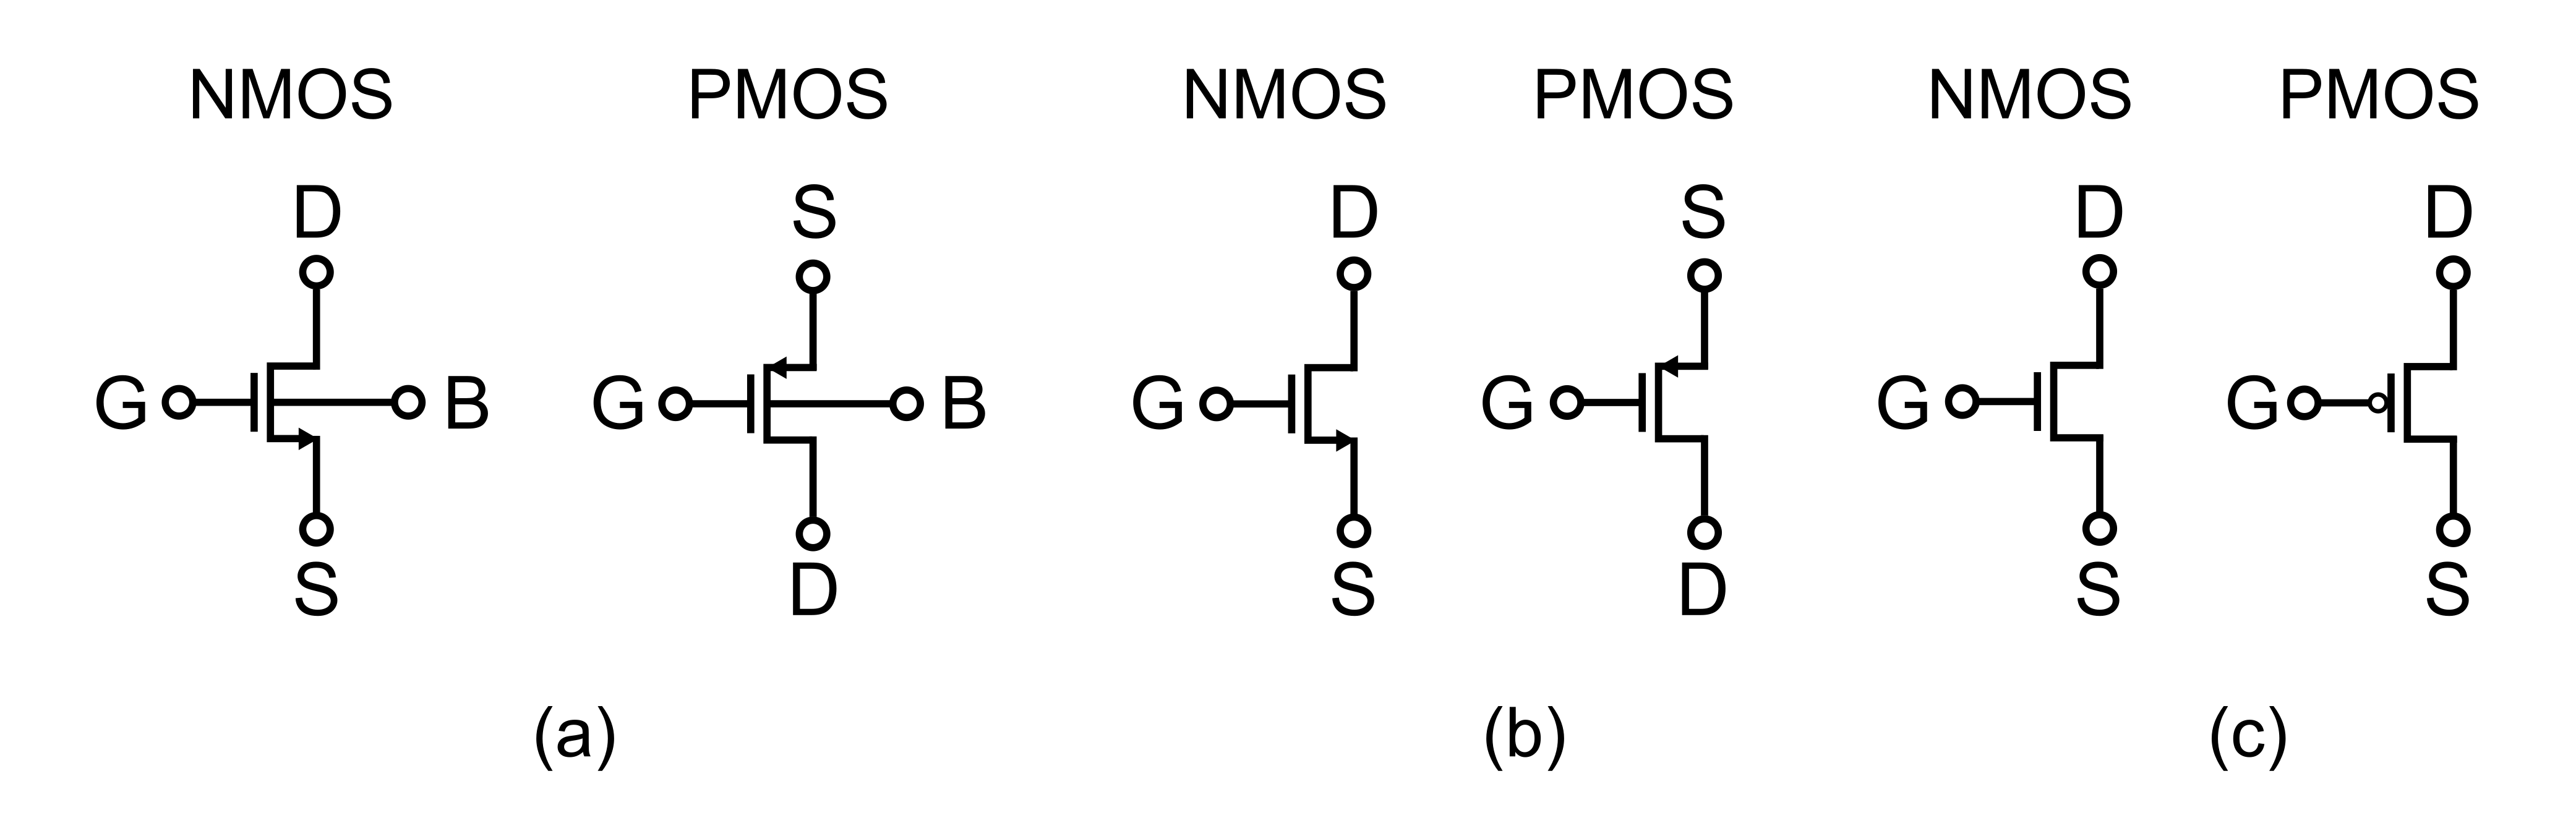 NMOS PMOS NMOS PMOS NMOS PMOS
D S D S D D
G B G B G G G G
S D S D S S
(a) (b) (c)